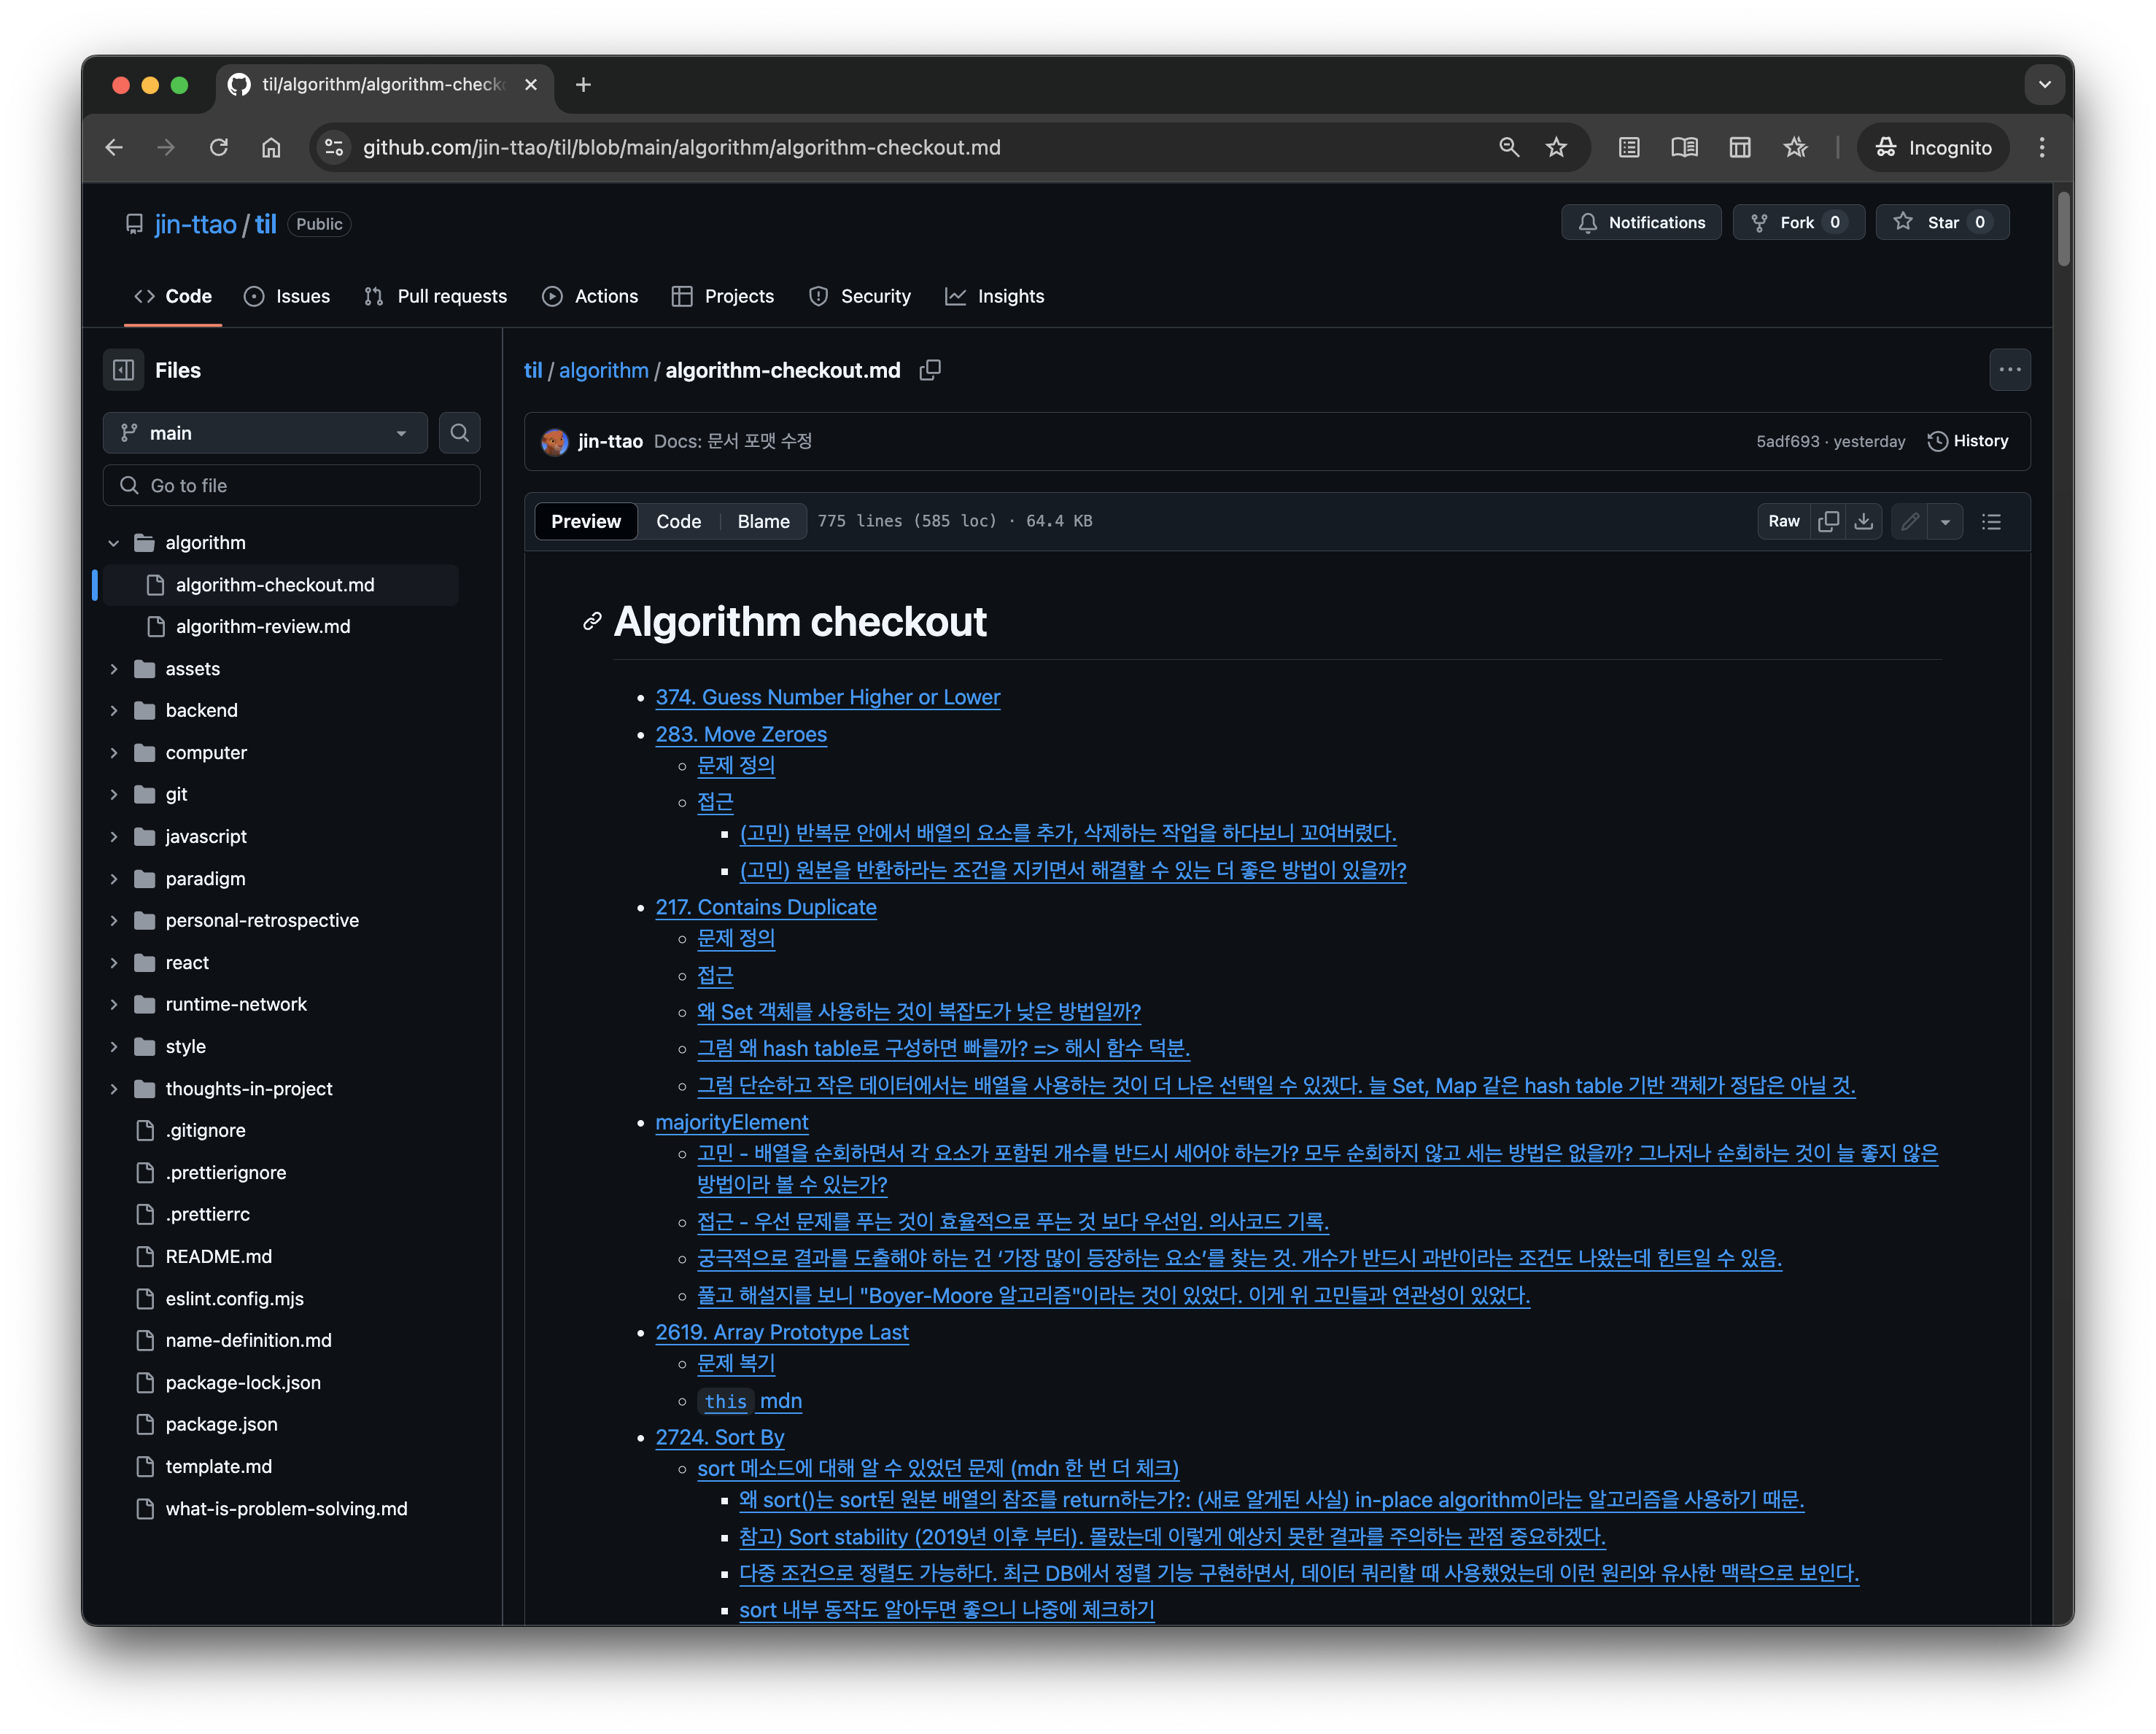 til/algorithm/algorithm-check
github.com/jin-ttao/til/blob/main/algorithm/algorithm-checkout.md
Incognito
jin-ttao / til Public
Notifications
Fork 0
Star 0
Code
Issues
Pull requests
Actions
Projects
Security
Insights
Files
main
Go to file
algorithm
algorithm-checkout.md
algorithm-review.md
assets
backend
computer
git
javascript
paradigm
personal-retrospective
react
runtime-network
style
thoughts-in-project
.gitignore
.prettierignore
.prettierrc
README.md
eslint.config.mjs
name-definition.md
package-lock.json
package.json
template.md
what-is-problem-solving.md
til / algorithm / algorithm-checkout.md
jin-ttao Docs: 문서 포맷 수정
5adf693 · yesterday
History
Preview
Code
Blame
775 lines (585 loc) · 64.4 KB
Raw
Algorithm checkout
374. Guess Number Higher or Lower
283. Move Zeroes
문제 정의
접근
(고민) 반복문 안에서 배열의 요소를 추가, 삭제하는 작업을 하다보니 꼬여버렸다.
(고민) 원본을 반환하라는 조건을 지키면서 해결할 수 있는 더 좋은 방법이 있을까?
217. Contains Duplicate
문제 정의
접근
왜 Set 객체를 사용하는 것이 복잡도가 낮은 방법일까?
그럼 왜 hash table로 구성하면 빠를까? => 해시 함수 덕분.
그럼 단순하고 작은 데이터에서는 배열을 사용하는 것이 더 나은 선택일 수 있겠다. 늘 Set, Map 같은 hash table 기반 객체가 정답은 아닐 것.
majorityElement
고민 - 배열을 순회하면서 각 요소가 포함된 개수를 반드시 세어야 하는가? 모두 순회하지 않고 세는 방법은 없을까? 그나저나 순회하는 것이 늘 좋지 않은
방법이라 볼 수 있는가?
접근 - 우선 문제를 푸는 것이 효율적으로 푸는 것 보다 우선임. 의사코드 기록.
궁극적으로 결과를 도출해야 하는 건 ‘가장 많이 등장하는 요소’를 찾는 것. 개수가 반드시 과반이라는 조건도 나왔는데 힌트일 수 있음.
풀고 해설지를 보니 "Boyer-Moore 알고리즘"이라는 것이 있었다. 이게 위 고민들과 연관성이 있었다.
2619. Array Prototype Last
문제 복기
this mdn
2724. Sort By
sort 메소드에 대해 알 수 있었던 문제 (mdn 한 번 더 체크)
왜 sort()는 sort된 원본 배열의 참조를 return하는가?: (새로 알게된 사실) in-place algorithm이라는 알고리즘을 사용하기 때문.
참고) Sort stability (2019년 이후 부터). 몰랐는데 이렇게 예상치 못한 결과를 주의하는 관점 중요하겠다.
다중 조건으로 정렬도 가능하다. 최근 DB에서 정렬 기능 구현하면서, 데이터 쿼리할 때 사용했었는데 이런 원리와 유사한 맥락으로 보인다.
sort 내부 동작도 알아두면 좋으니 나중에 체크하기